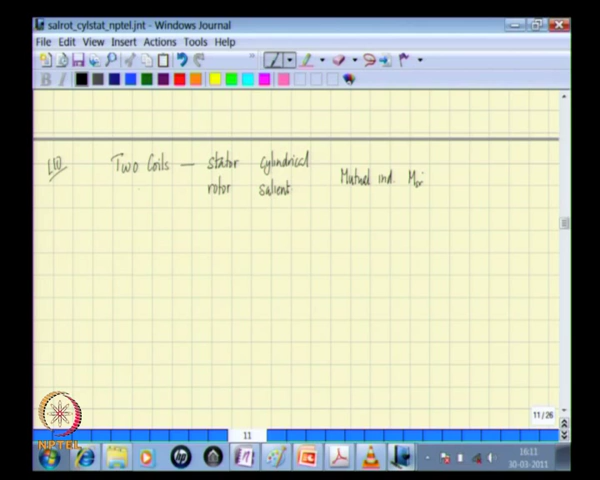 salrot_cylstat_nptel.jnt - Windows Journal
File Edit View Insert Actions Tools Help
L10 Two Coils — stator cylindrical
rotor salient Mutual ind. Msr
11 / 26
11
NPTEL
16:11
30-03-2011